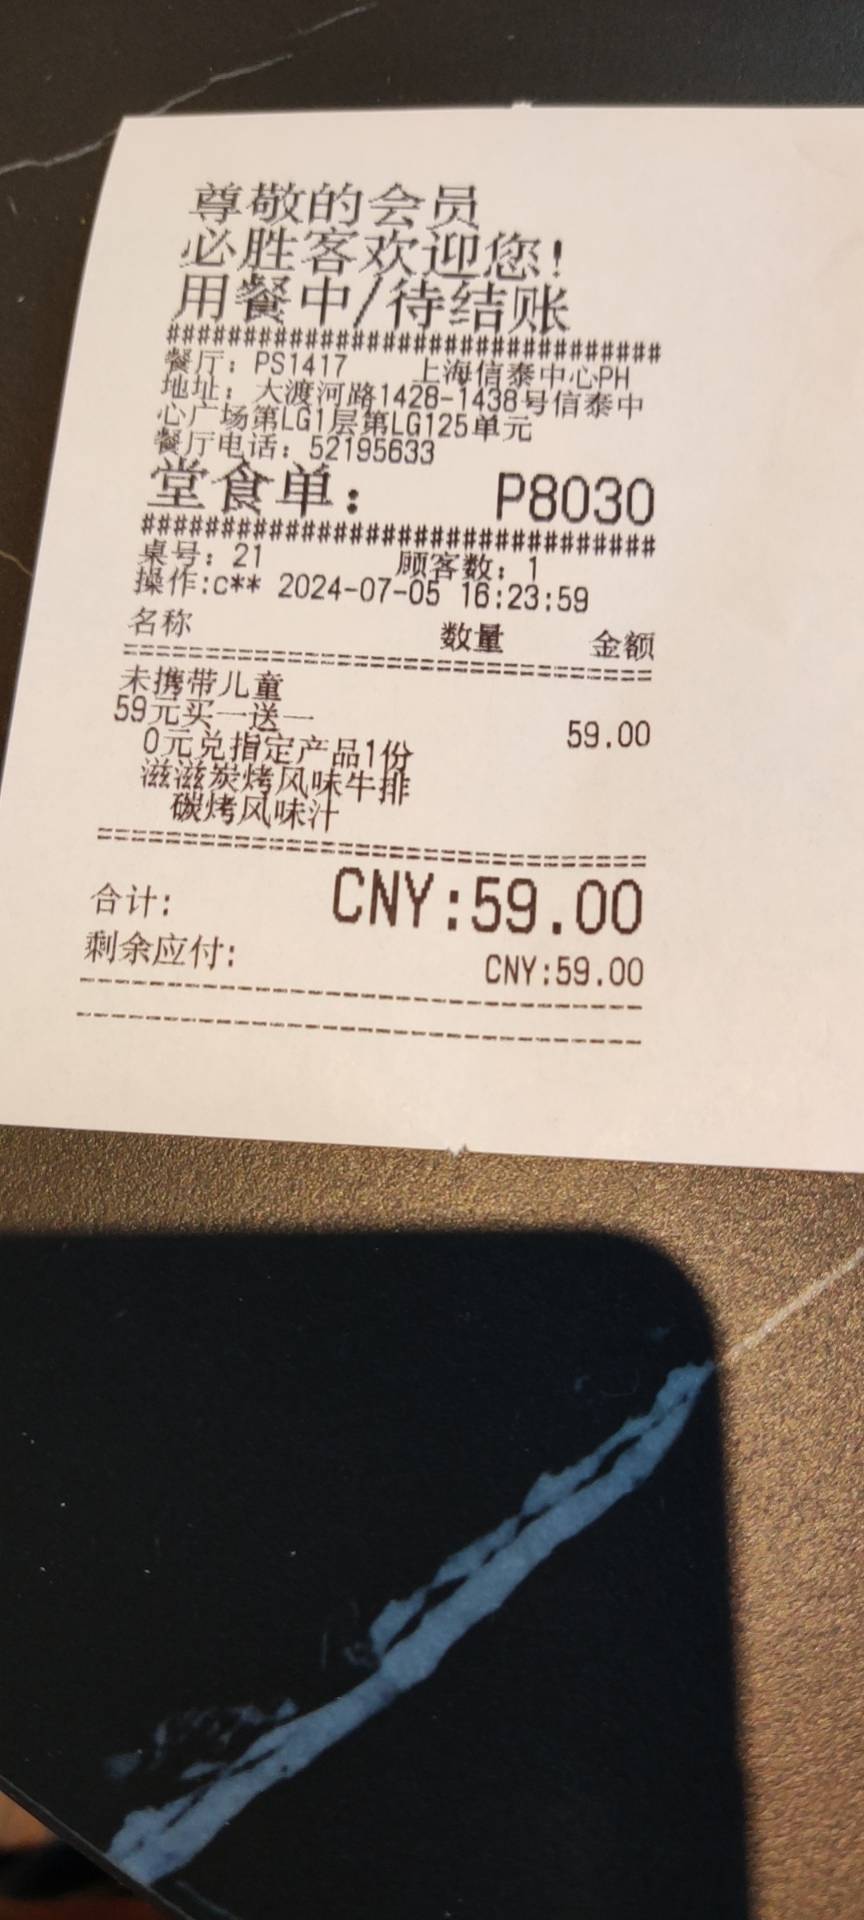 尊敬的会员
必胜客欢迎您!
用餐中/待结账
################################
餐厅: PS1417 上海信泰中心PH
地址: 大渡河路1428-1438号信泰中
心广场第LG1层第LG125单元
餐厅电话: 52195633
堂食单: P8030
################################
桌号: 21 顾客数: 1
操作:c** 2024-07-05 16:23:59
名称 数量 金额
未携带儿童
59元买一送一 59.00
0元兑指定产品1份
滋滋炭烤风味牛排
碳烤风味汁
合计: CNY:59.00
剩余应付: CNY:59.00